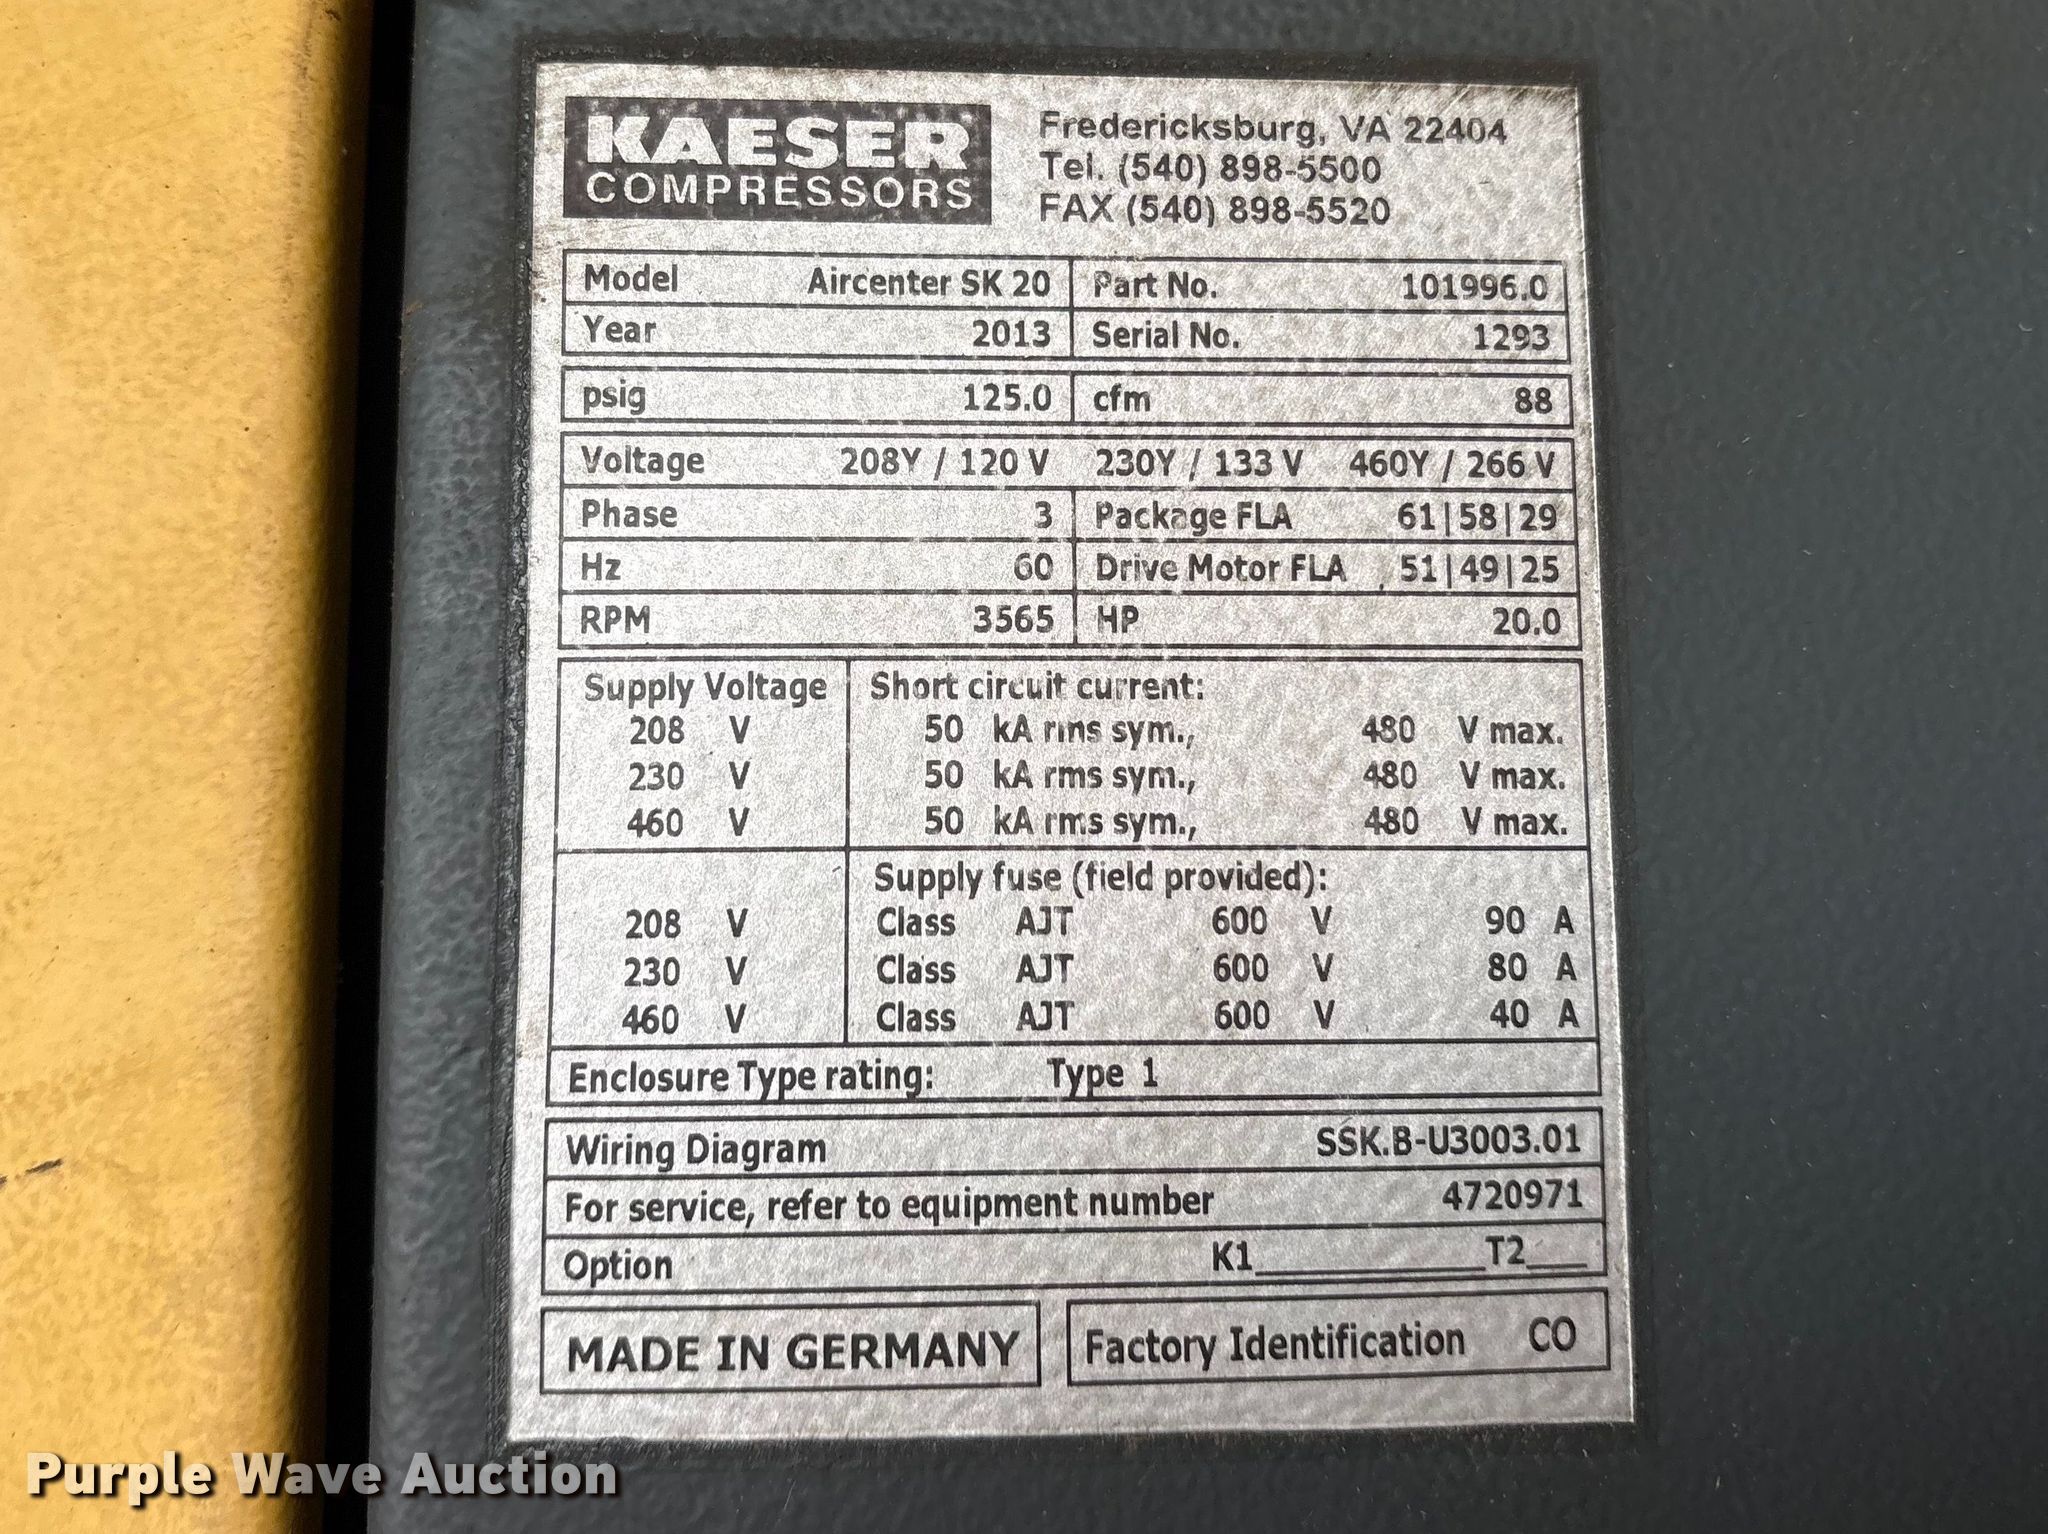 KAESER
COMPRESSORS
Fredericksburg, VA 22404
Tel. (540) 898-5500
FAX (540) 898-5520
Model Aircenter SK 20 Part No. 101996.0
Year 2013 Serial No. 1293
psig 125.0 cfm 88
Voltage 208Y / 120 V 230Y / 133 V 460Y / 266 V
Phase 3 Package FLA 61|58|29
Hz 60 Drive Motor FLA 51|49|25
RPM 3565 HP 20.0
Supply Voltage Short circuit current:
208 V 50 kA rms sym., 480 V max.
230 V 50 kA rms sym., 480 V max.
460 V 50 kA rms sym., 480 V max.
Supply fuse (field provided):
208 V Class AJT 600 V 90 A
230 V Class AJT 600 V 80 A
460 V Class AJT 600 V 40 A
Enclosure Type rating: Type 1
Wiring Diagram SSK.B-U3003.01
For service, refer to equipment number 4720971
Option K1__________T2___
MADE IN GERMANY Factory Identification CO
Purple Wave Auction